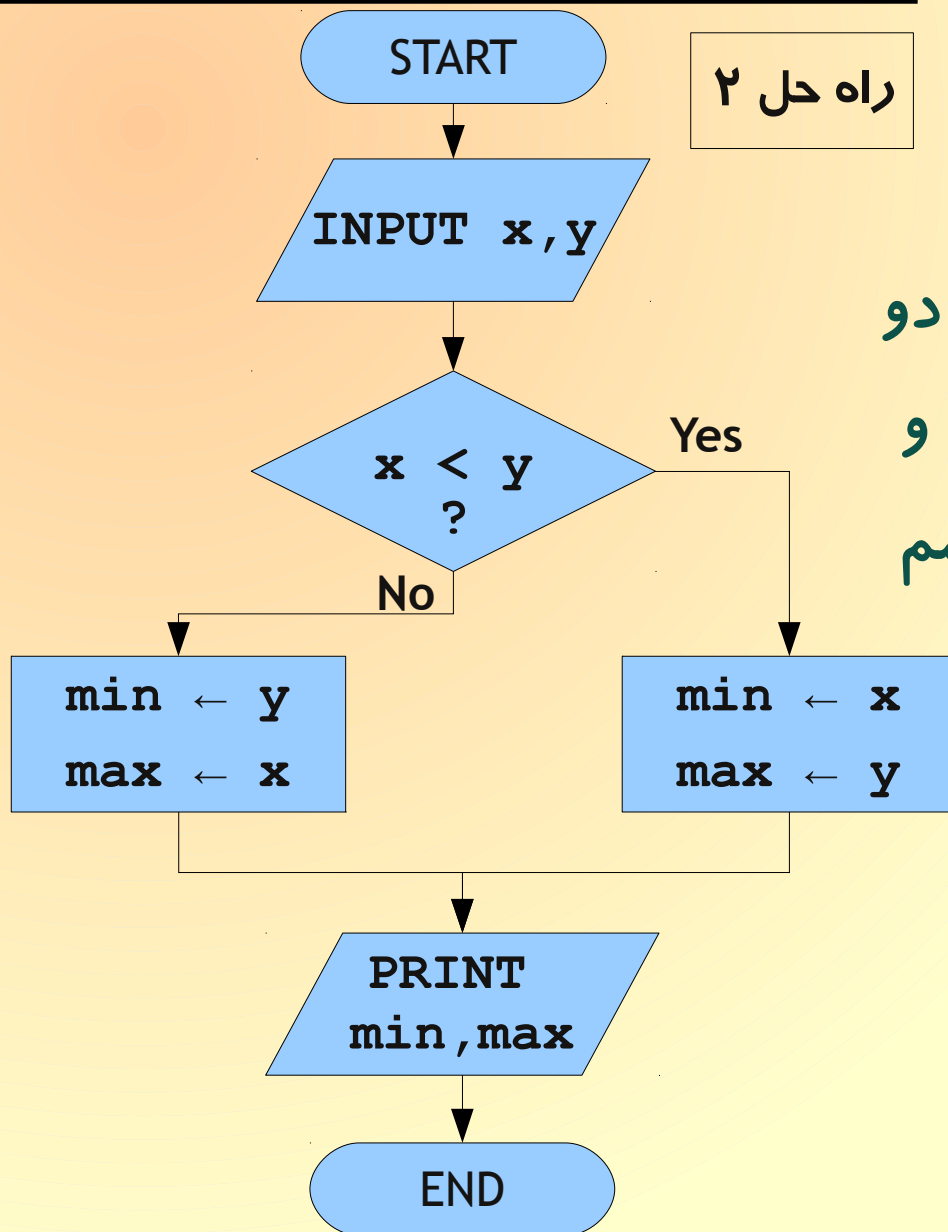 START
راه حل ۲
INPUT x,y
دو
x < y
?
Yes
و
No
min ← y
max ← x
min ← x
max ← y
PRINT
min,max
END